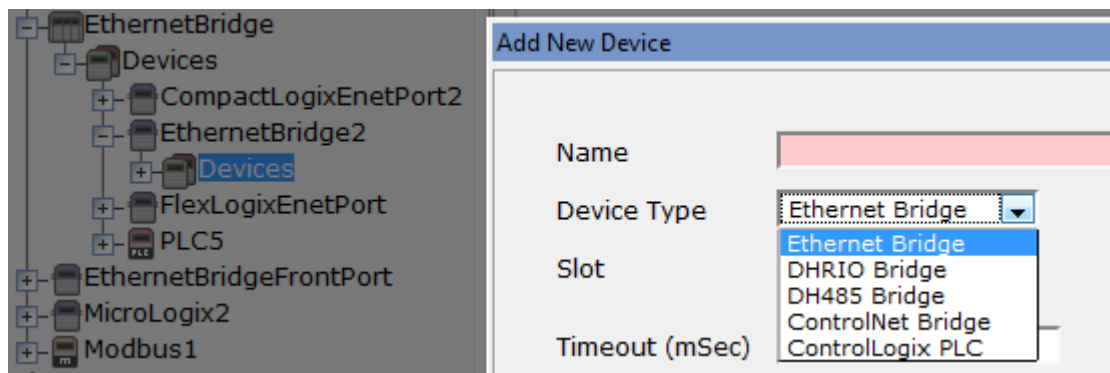 EthernetBridge
Devices
CompactLogixEnetPort2
EthernetBridge2
Devices
FlexLogixEnetPort
PLC5
EthernetBridgeFrontPort
MicroLogix2
Modbus1
Add New Device
Name
Device Type
Ethernet Bridge
Ethernet Bridge
DHRIO Bridge
DH485 Bridge
ControlNet Bridge
ControlLogix PLC
Slot
Timeout (mSec)